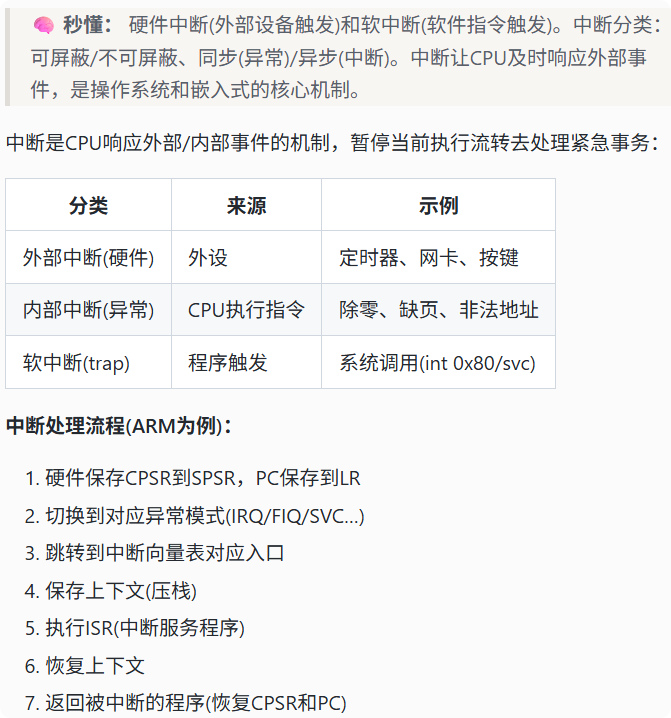 🧠 秒懂： 硬件中断(外部设备触发)和软中断(软件指令触发)。中断分类：
可屏蔽/不可屏蔽、同步(异常)/异步(中断)。中断让CPU及时响应外部事
件，是操作系统和嵌入式的核心机制。
中断是CPU响应外部/内部事件的机制，暂停当前执行流转去处理紧急事务：
分类 来源 示例
外部中断(硬件) 外设 定时器、网卡、按键
内部中断(异常) CPU执行指令 除零、缺页、非法地址
软中断(trap) 程序触发 系统调用(int 0x80/svc)
中断处理流程(ARM为例)：
1. 硬件保存CPSR到SPSR，PC保存到LR
2. 切换到对应异常模式(IRQ/FIQ/SVC...)
3. 跳转到中断向量表对应入口
4. 保存上下文(压栈)
5. 执行ISR(中断服务程序)
6. 恢复上下文
7. 返回被中断的程序(恢复CPSR和PC)